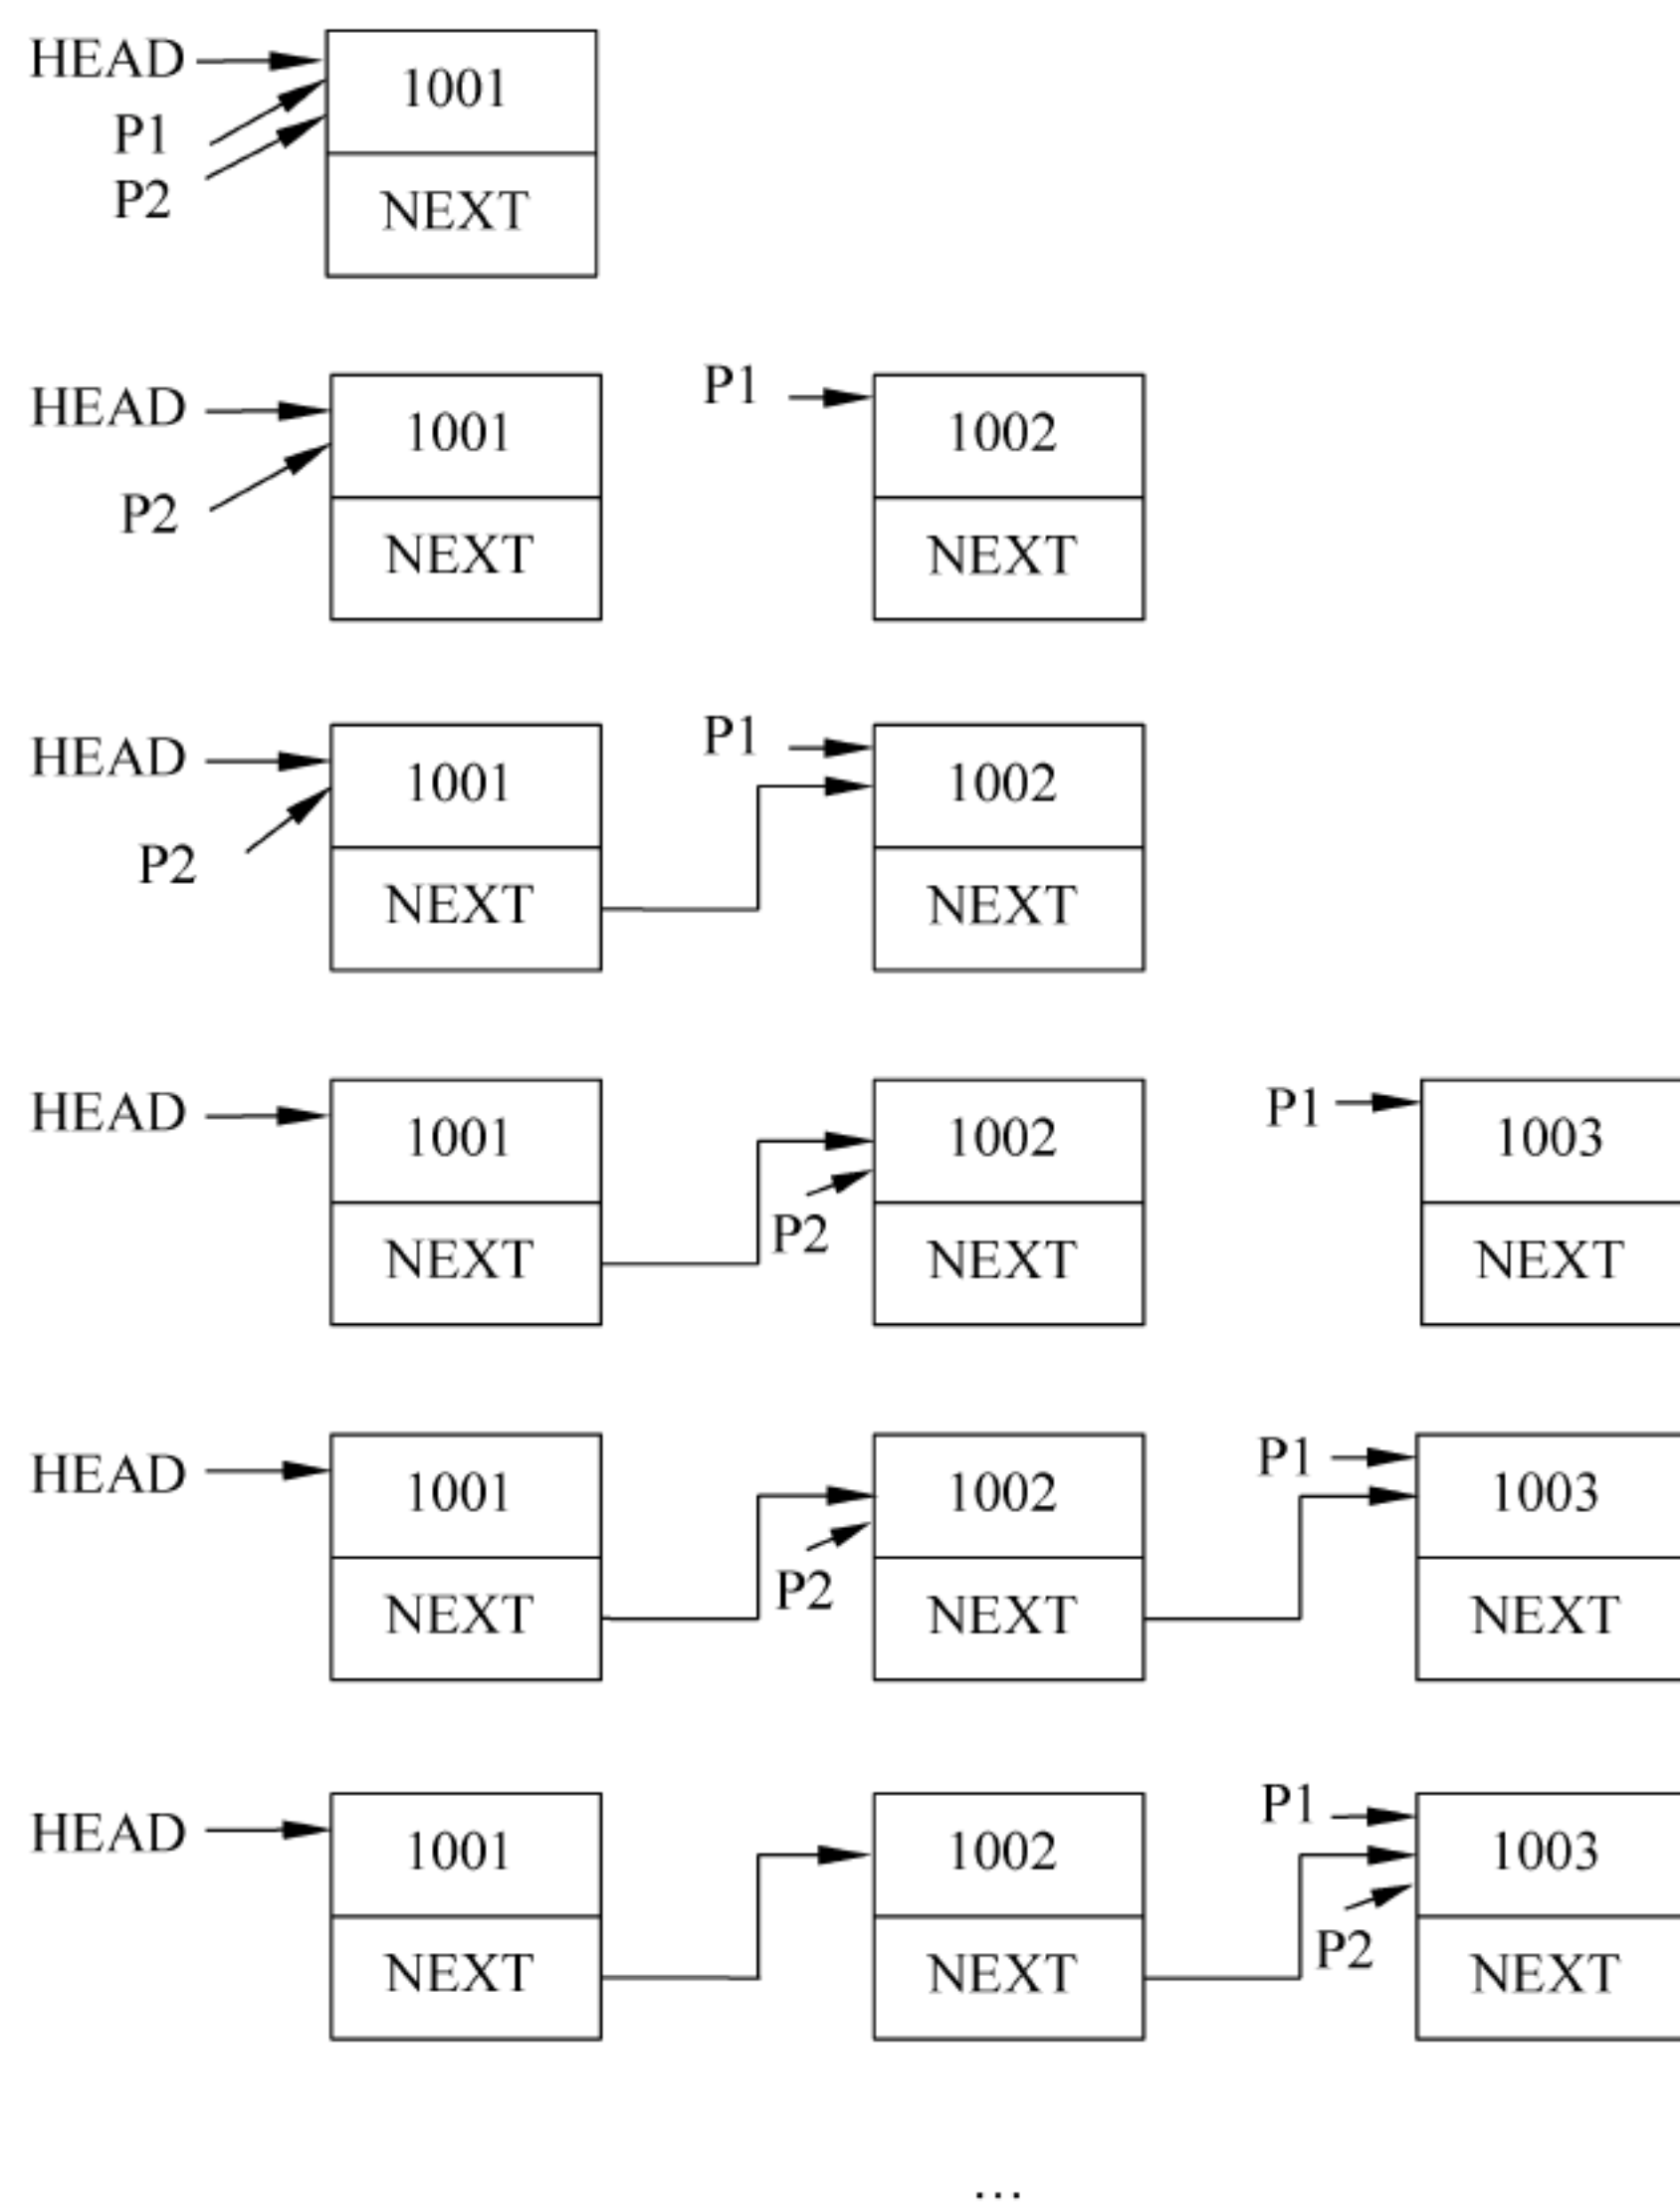 HEAD 1001
P1
P2 NEXT
HEAD 1001 P1 1002
P2 NEXT NEXT
HEAD 1001 P1 1002
P2 NEXT NEXT
HEAD 1001 1002 P1 1003
NEXT P2 NEXT NEXT
HEAD 1001 1002 P1 1003
NEXT P2 NEXT NEXT
HEAD 1001 1002 P1 1003
NEXT NEXT P2 NEXT
…